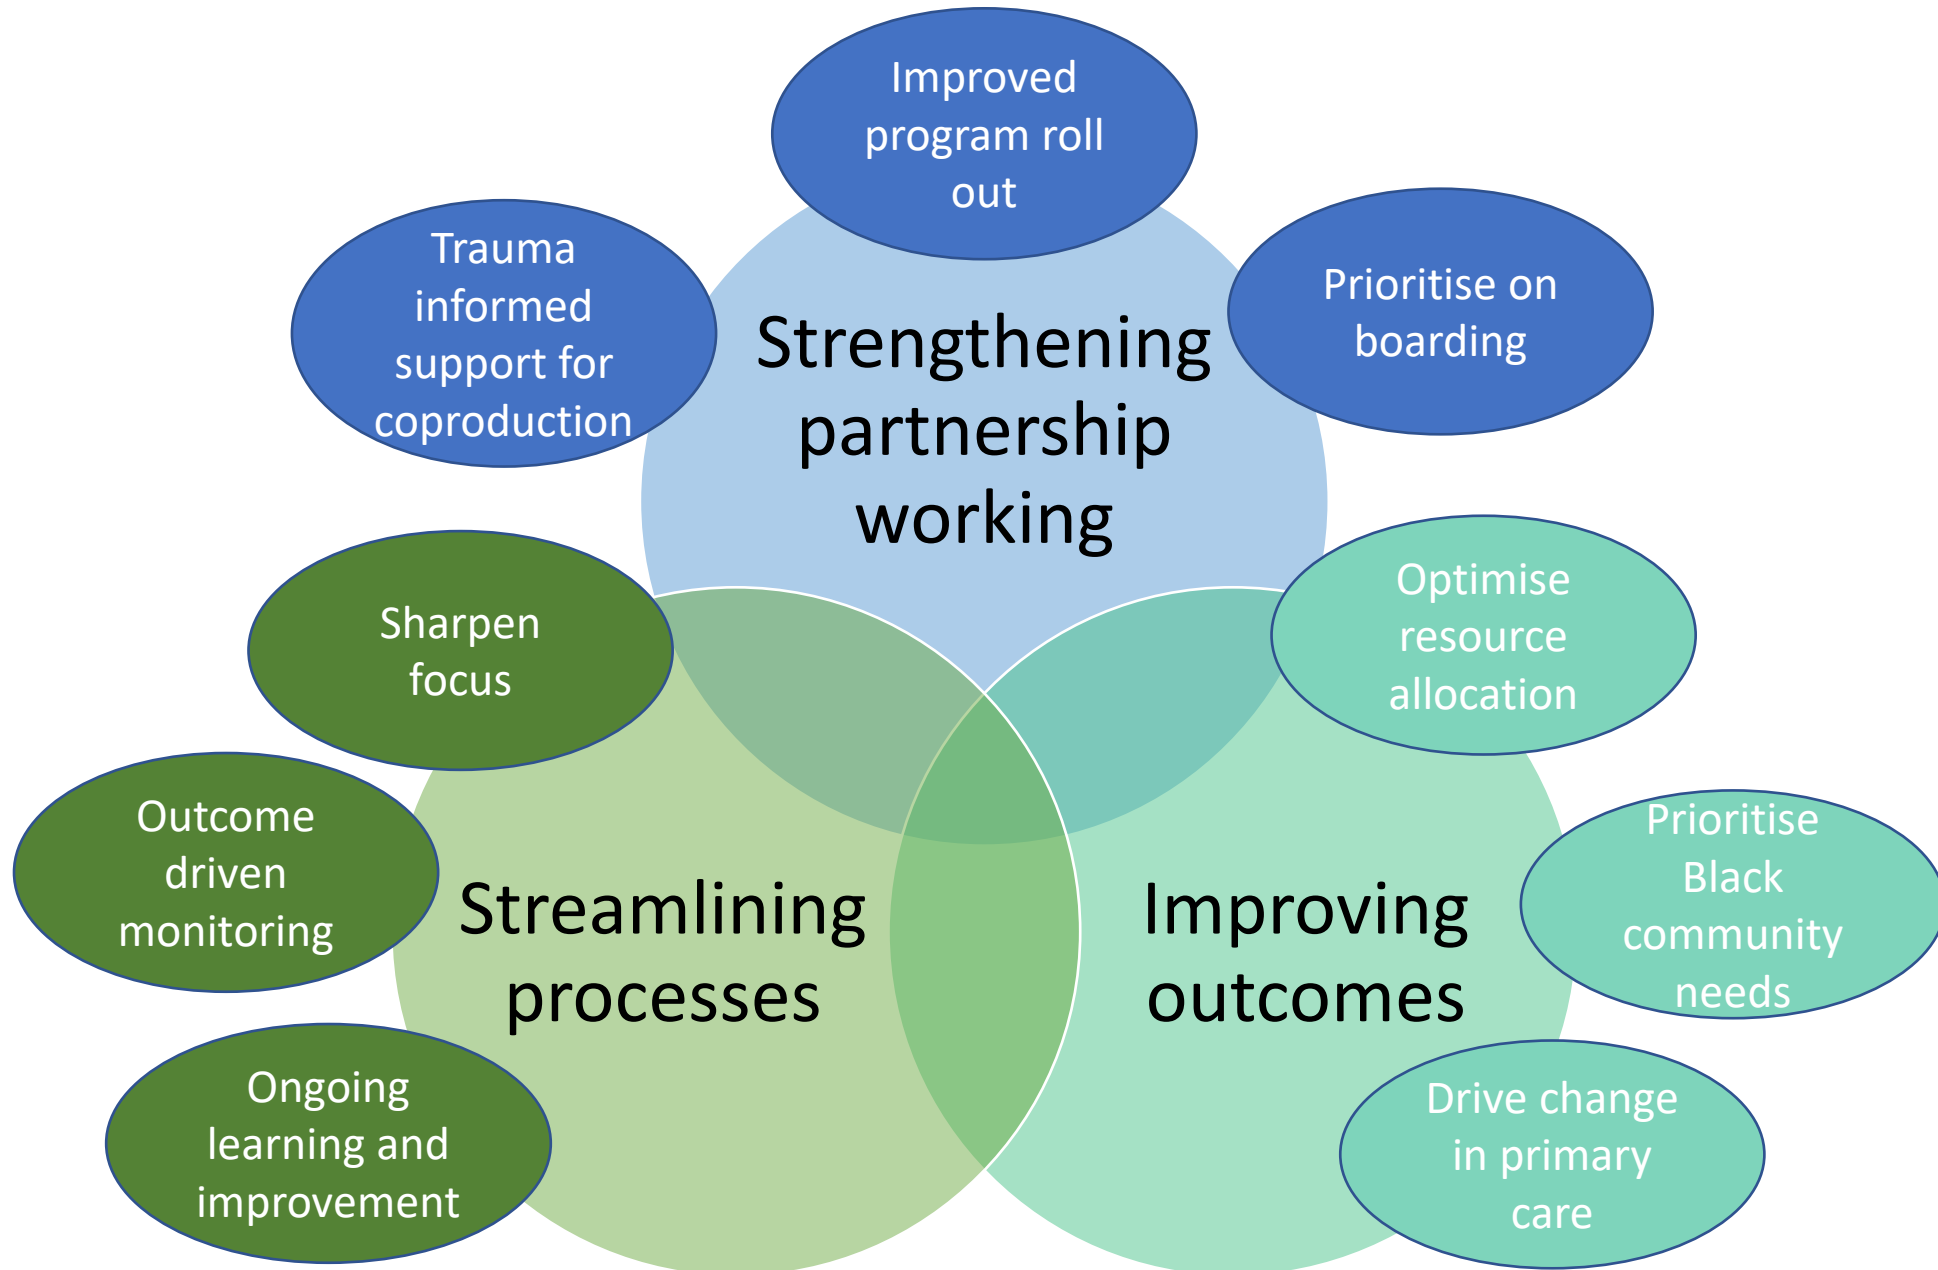 Improved
program roll
out
Trauma
informed
support for
coproduction
Prioritise on
boarding
Strengthening
partnership
working
Sharpen
focus
Optimise
resource
allocation
Outcome
driven
monitoring
Streamlining
processes
Improving
outcomes
Prioritise
Black
community
needs
Ongoing
learning and
improvement
Drive change
in primary
care